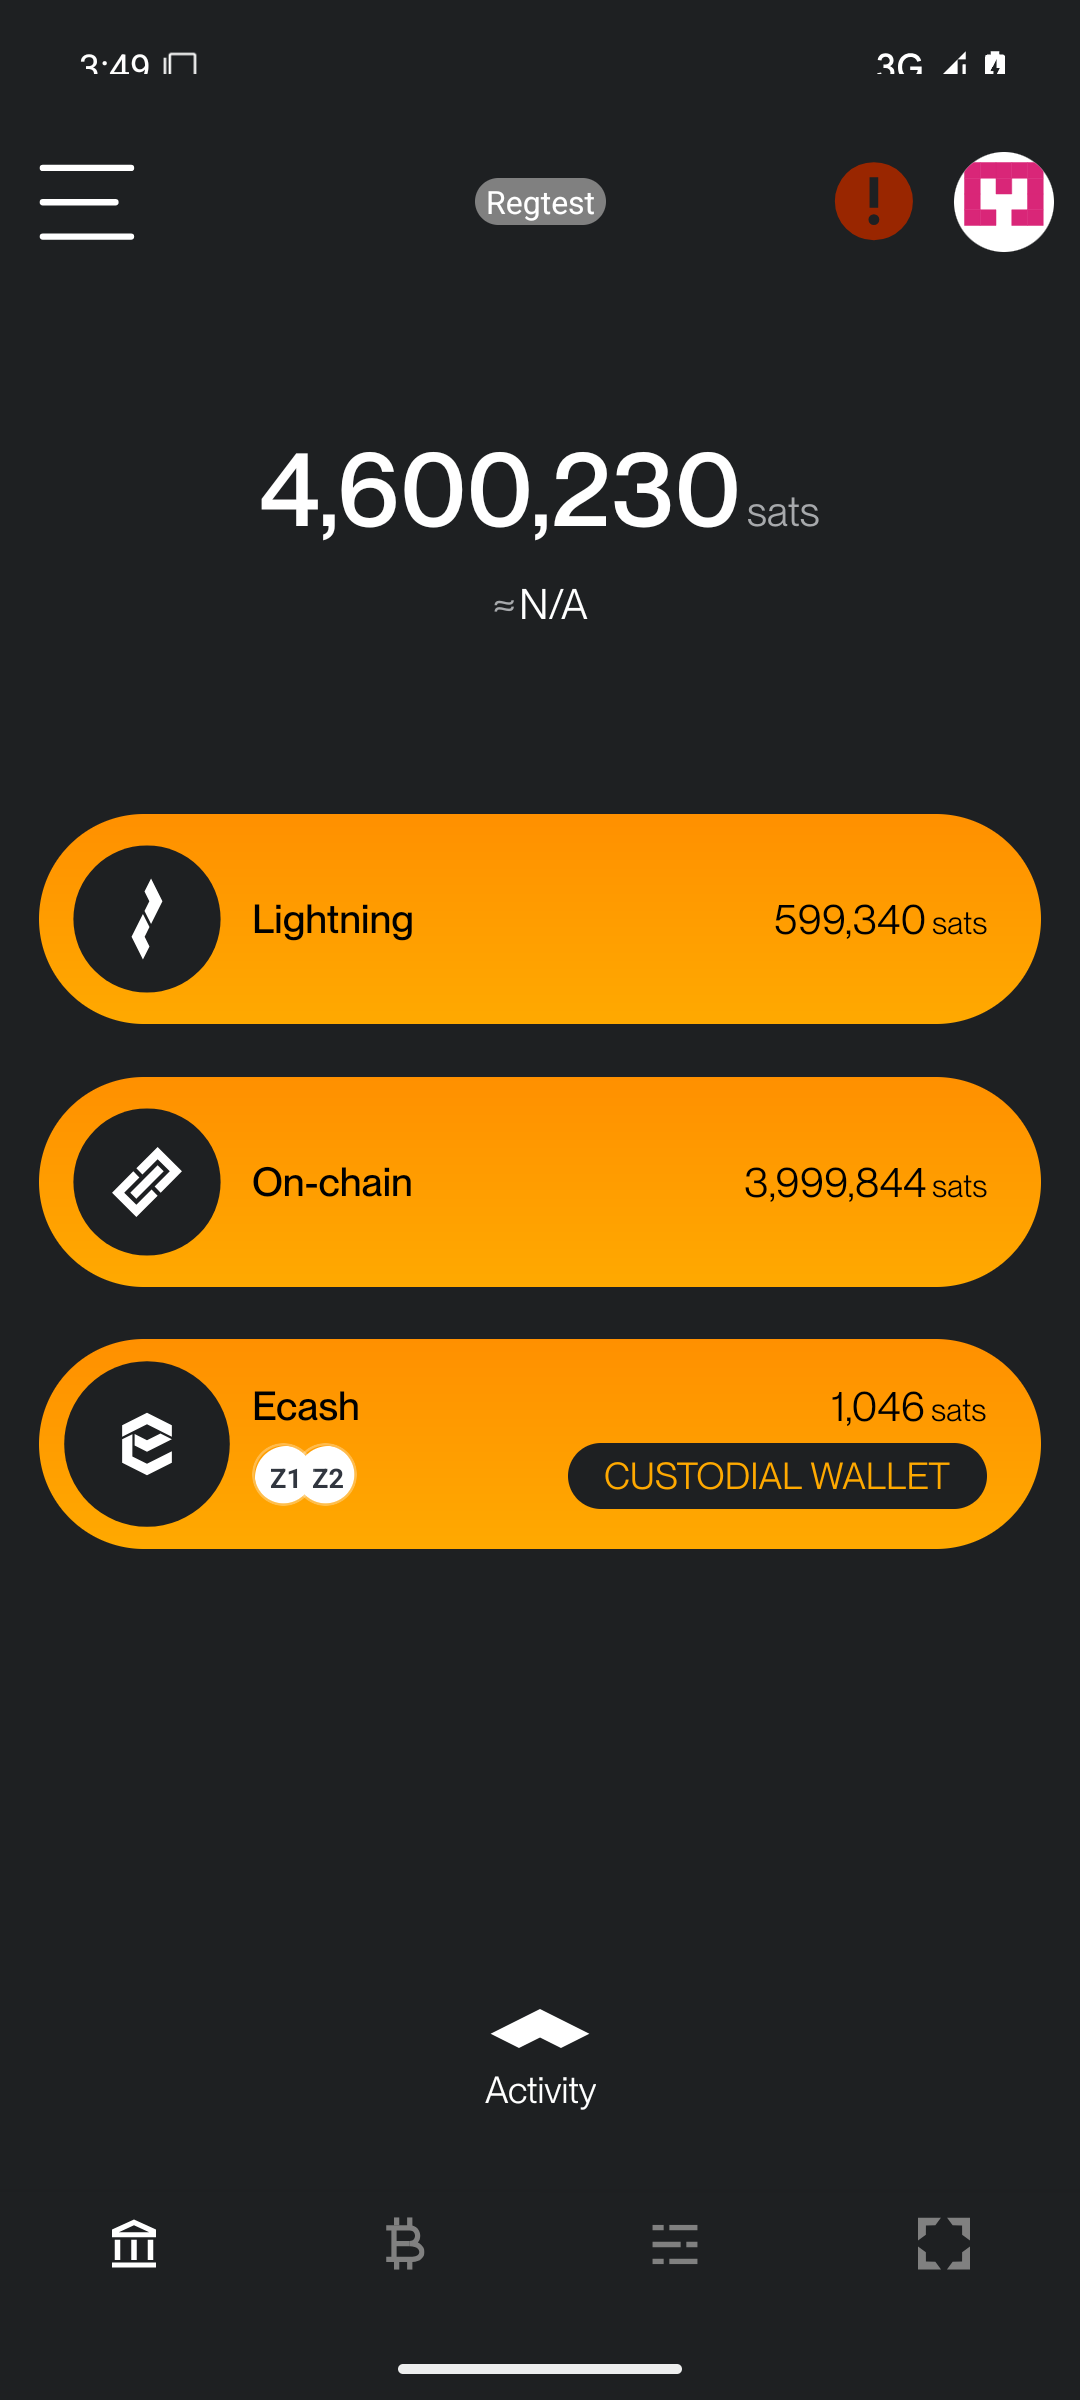 3:49 3G
Regtest
4,600,230 sats
≈N/A
Lightning 599,340 sats
On-chain 3,999,844 sats
Ecash 1,046 sats
Z1 Z2 CUSTODIAL WALLET
Activity